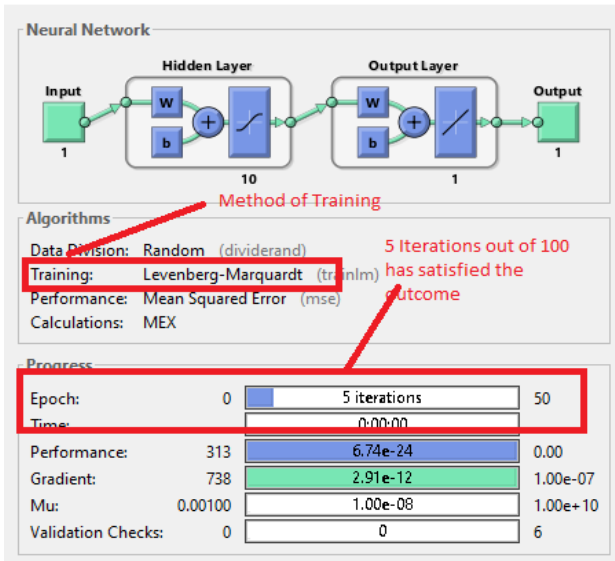 Neural Network
Hidden Layer
Output Layer
Input
Output
W
b
+
W
b
+
1
10
1
1
Method of Training
Algorithms
Data Division: Random (dividerand)
Training: Levenberg-Marquardt (trainlm)
Performance: Mean Squared Error (mse)
Calculations: MEX
5 Iterations out of 100
has satisfied the
outcome
Progress
Epoch: 0 5 iterations 50
Time: 0:00:00
Performance: 313 6.74e-24 0.00
Gradient: 738 2.91e-12 1.00e-07
Mu: 0.00100 1.00e-08 1.00e+10
Validation Checks: 0 0 6